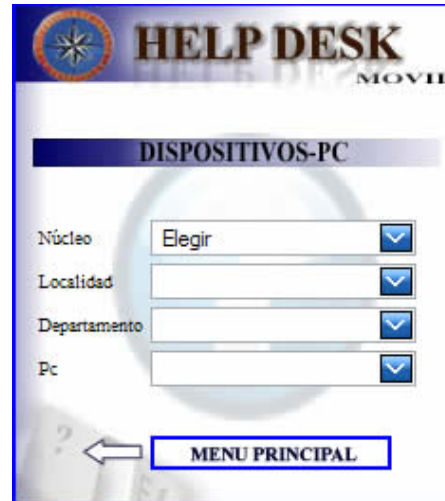 HELP DESK
MOVIL
DISPOSITIVOS-PC
Núcleo Elegir
Localidad
Departamento
Pc
?
MENU PRINCIPAL